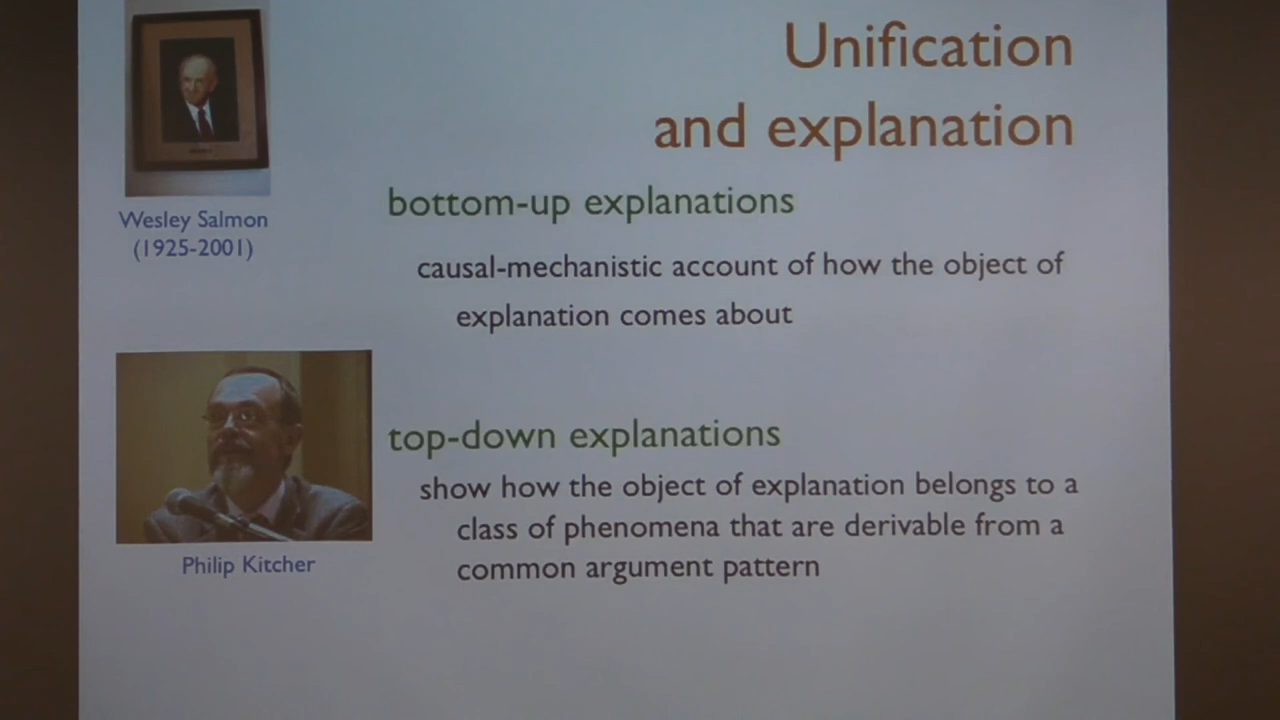 Unification
and explanation
Wesley Salmon
(1925-2001)
bottom-up explanations
causal-mechanistic account of how the object of
explanation comes about
Philip Kitcher
top-down explanations
show how the object of explanation belongs to a
class of phenomena that are derivable from a
common argument pattern